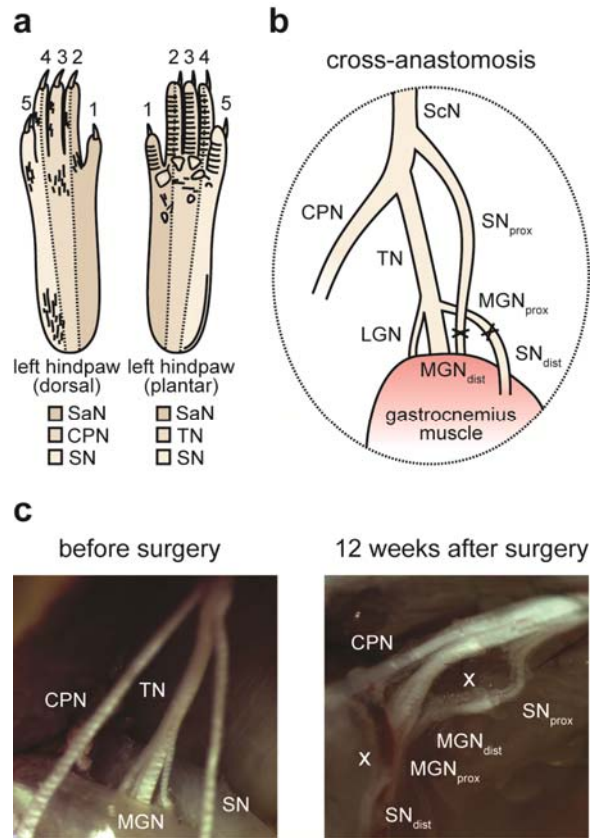 a
4 3 2
5
1
2 3 4
1
5
left hindpaw
(dorsal)
left hindpaw
(plantar)
SaN
CPN
SN
SaN
TN
SN
b
cross-anastomosis
ScN
CPN
SNprox
TN
MGNprox
LGN
SNdist
MGNdist
gastrocnemius
muscle
c
before surgery
12 weeks after surgery
CPN
TN
MGN
SN
CPN
x
SNprox
MGNdist
x
MGNprox
SNdist